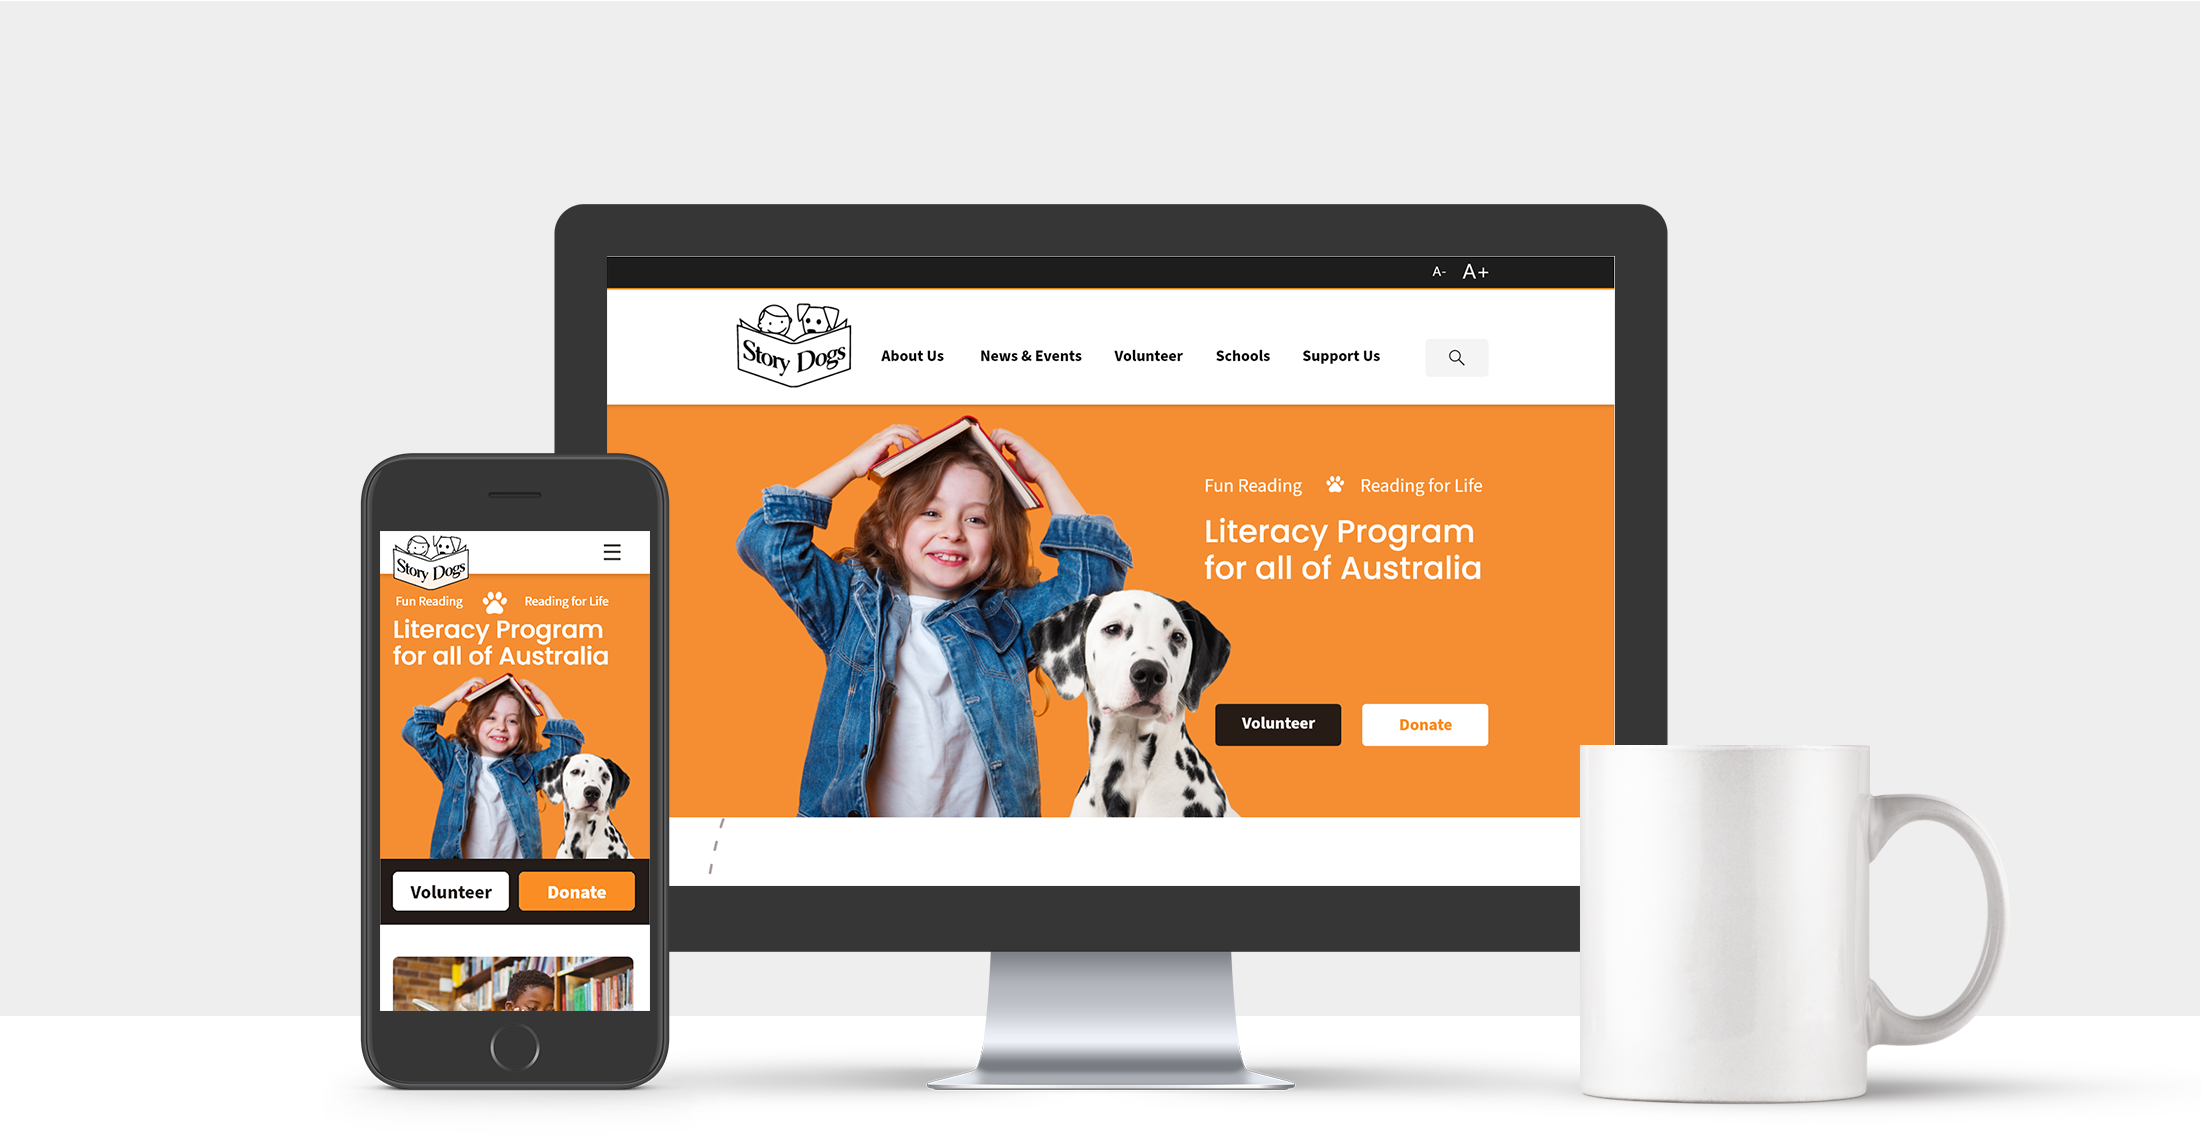 A- A+
Story Dogs
About Us News & Events Volunteer Schools Support Us
Fun Reading Reading for Life
Literacy Program
for all of Australia
Volunteer Donate
Story Dogs
Fun Reading Reading for Life
Literacy Program
for all of Australia
Volunteer Donate